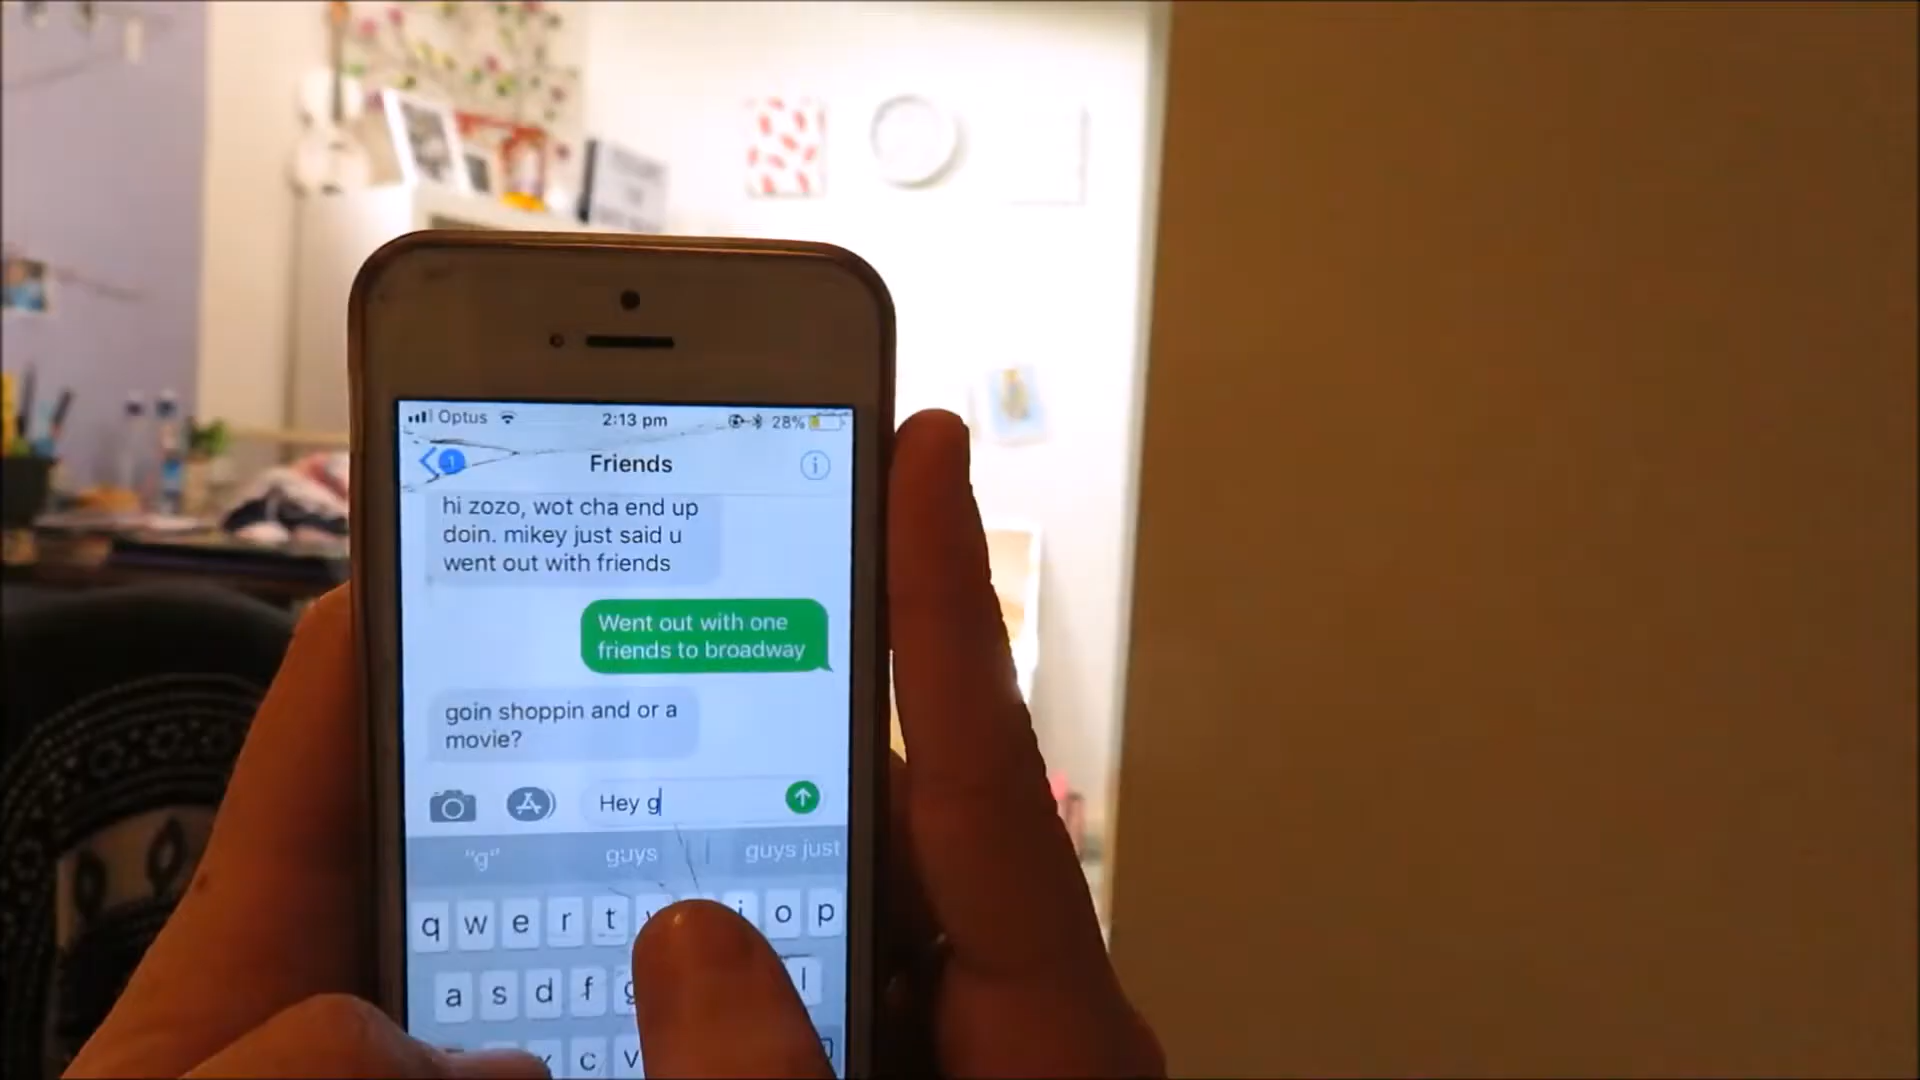 Optus 2:13 pm 28%
1 Friends
hi zozo, wot cha end up
doin. mikey just said u
went out with friends
Went out with one
friends to broadway
goin shoppin and or a
movie?
Hey g
"g" guys guys just
q w e r t i o p
a s d f g l
x c v